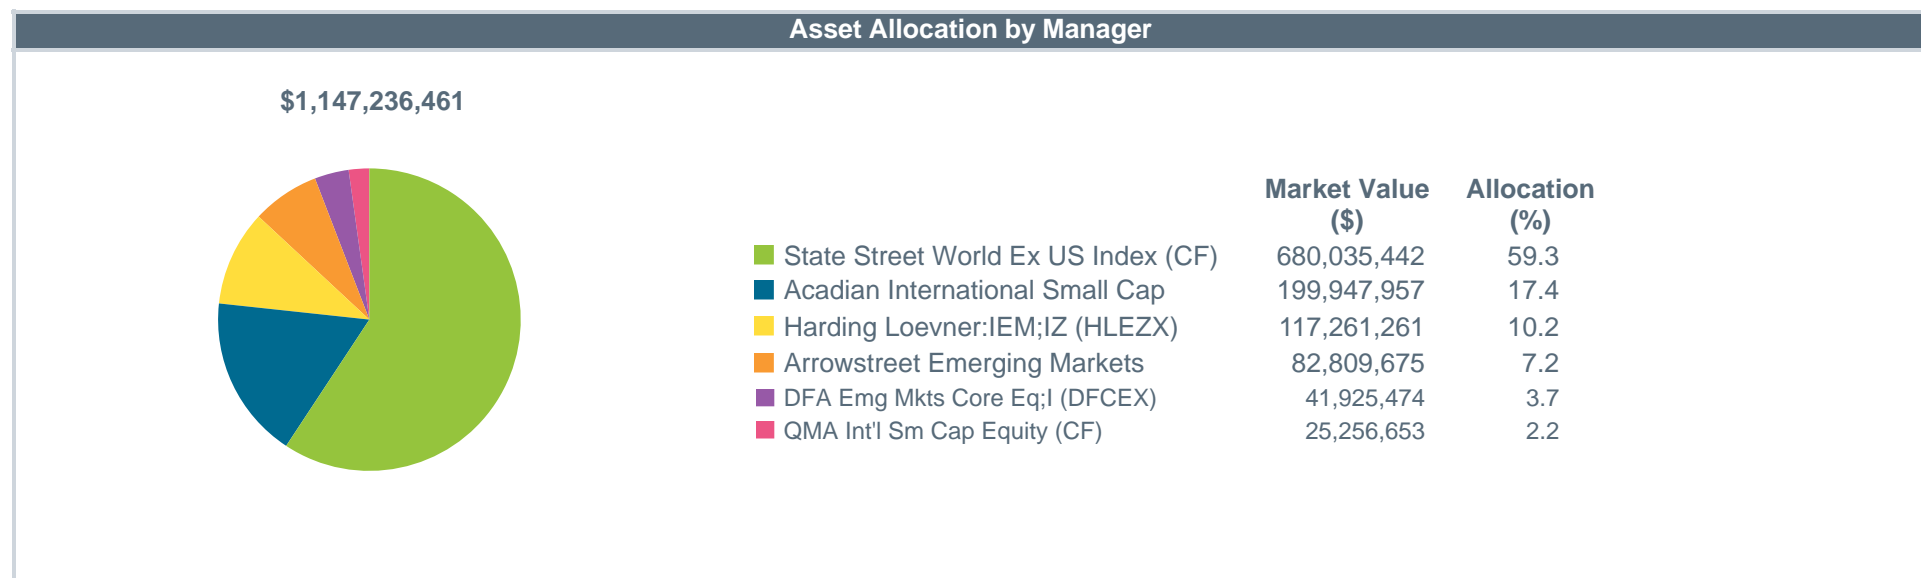 Asset Allocation by Manager
$1,147,236,461
Market Value Allocation
($) (%)
State Street World Ex US Index (CF) 680,035,442 59.3
Acadian International Small Cap 199,947,957 17.4
Harding Loevner:IEM;IZ (HLEZX) 117,261,261 10.2
Arrowstreet Emerging Markets 82,809,675 7.2
DFA Emg Mkts Core Eq;I (DFCEX) 41,925,474 3.7
QMA Int'l Sm Cap Equity (CF) 25,256,653 2.2